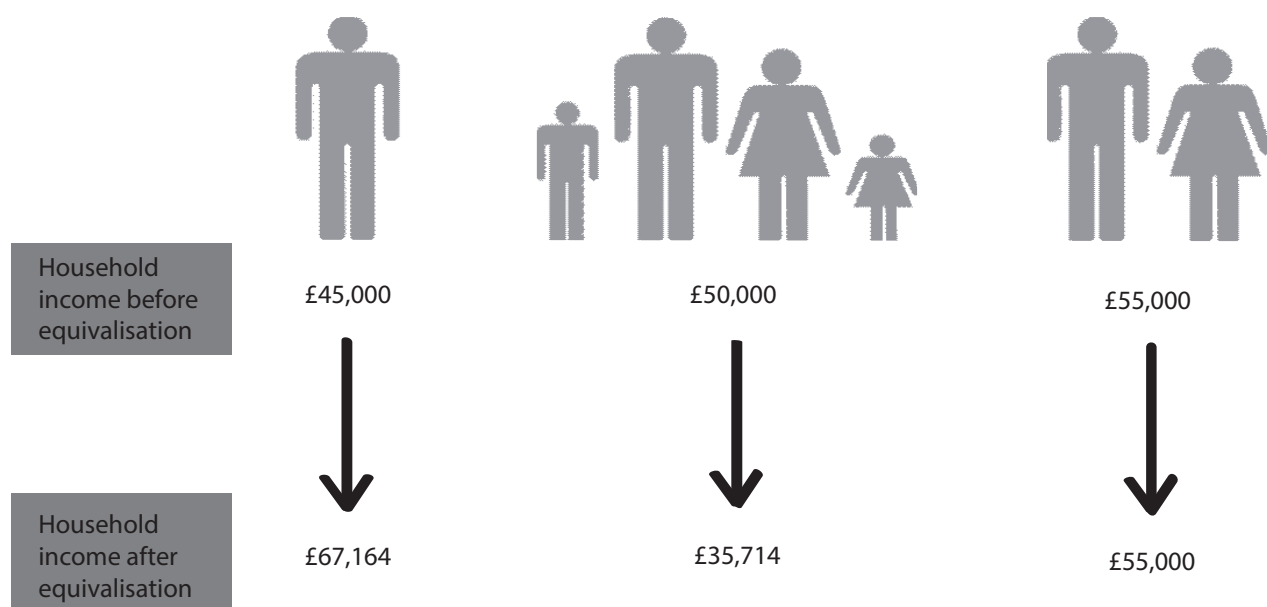 Household
income before
equivalisation
£45,000
£50,000
£55,000
Household
income after
equivalisation
£67,164
£35,714
£55,000